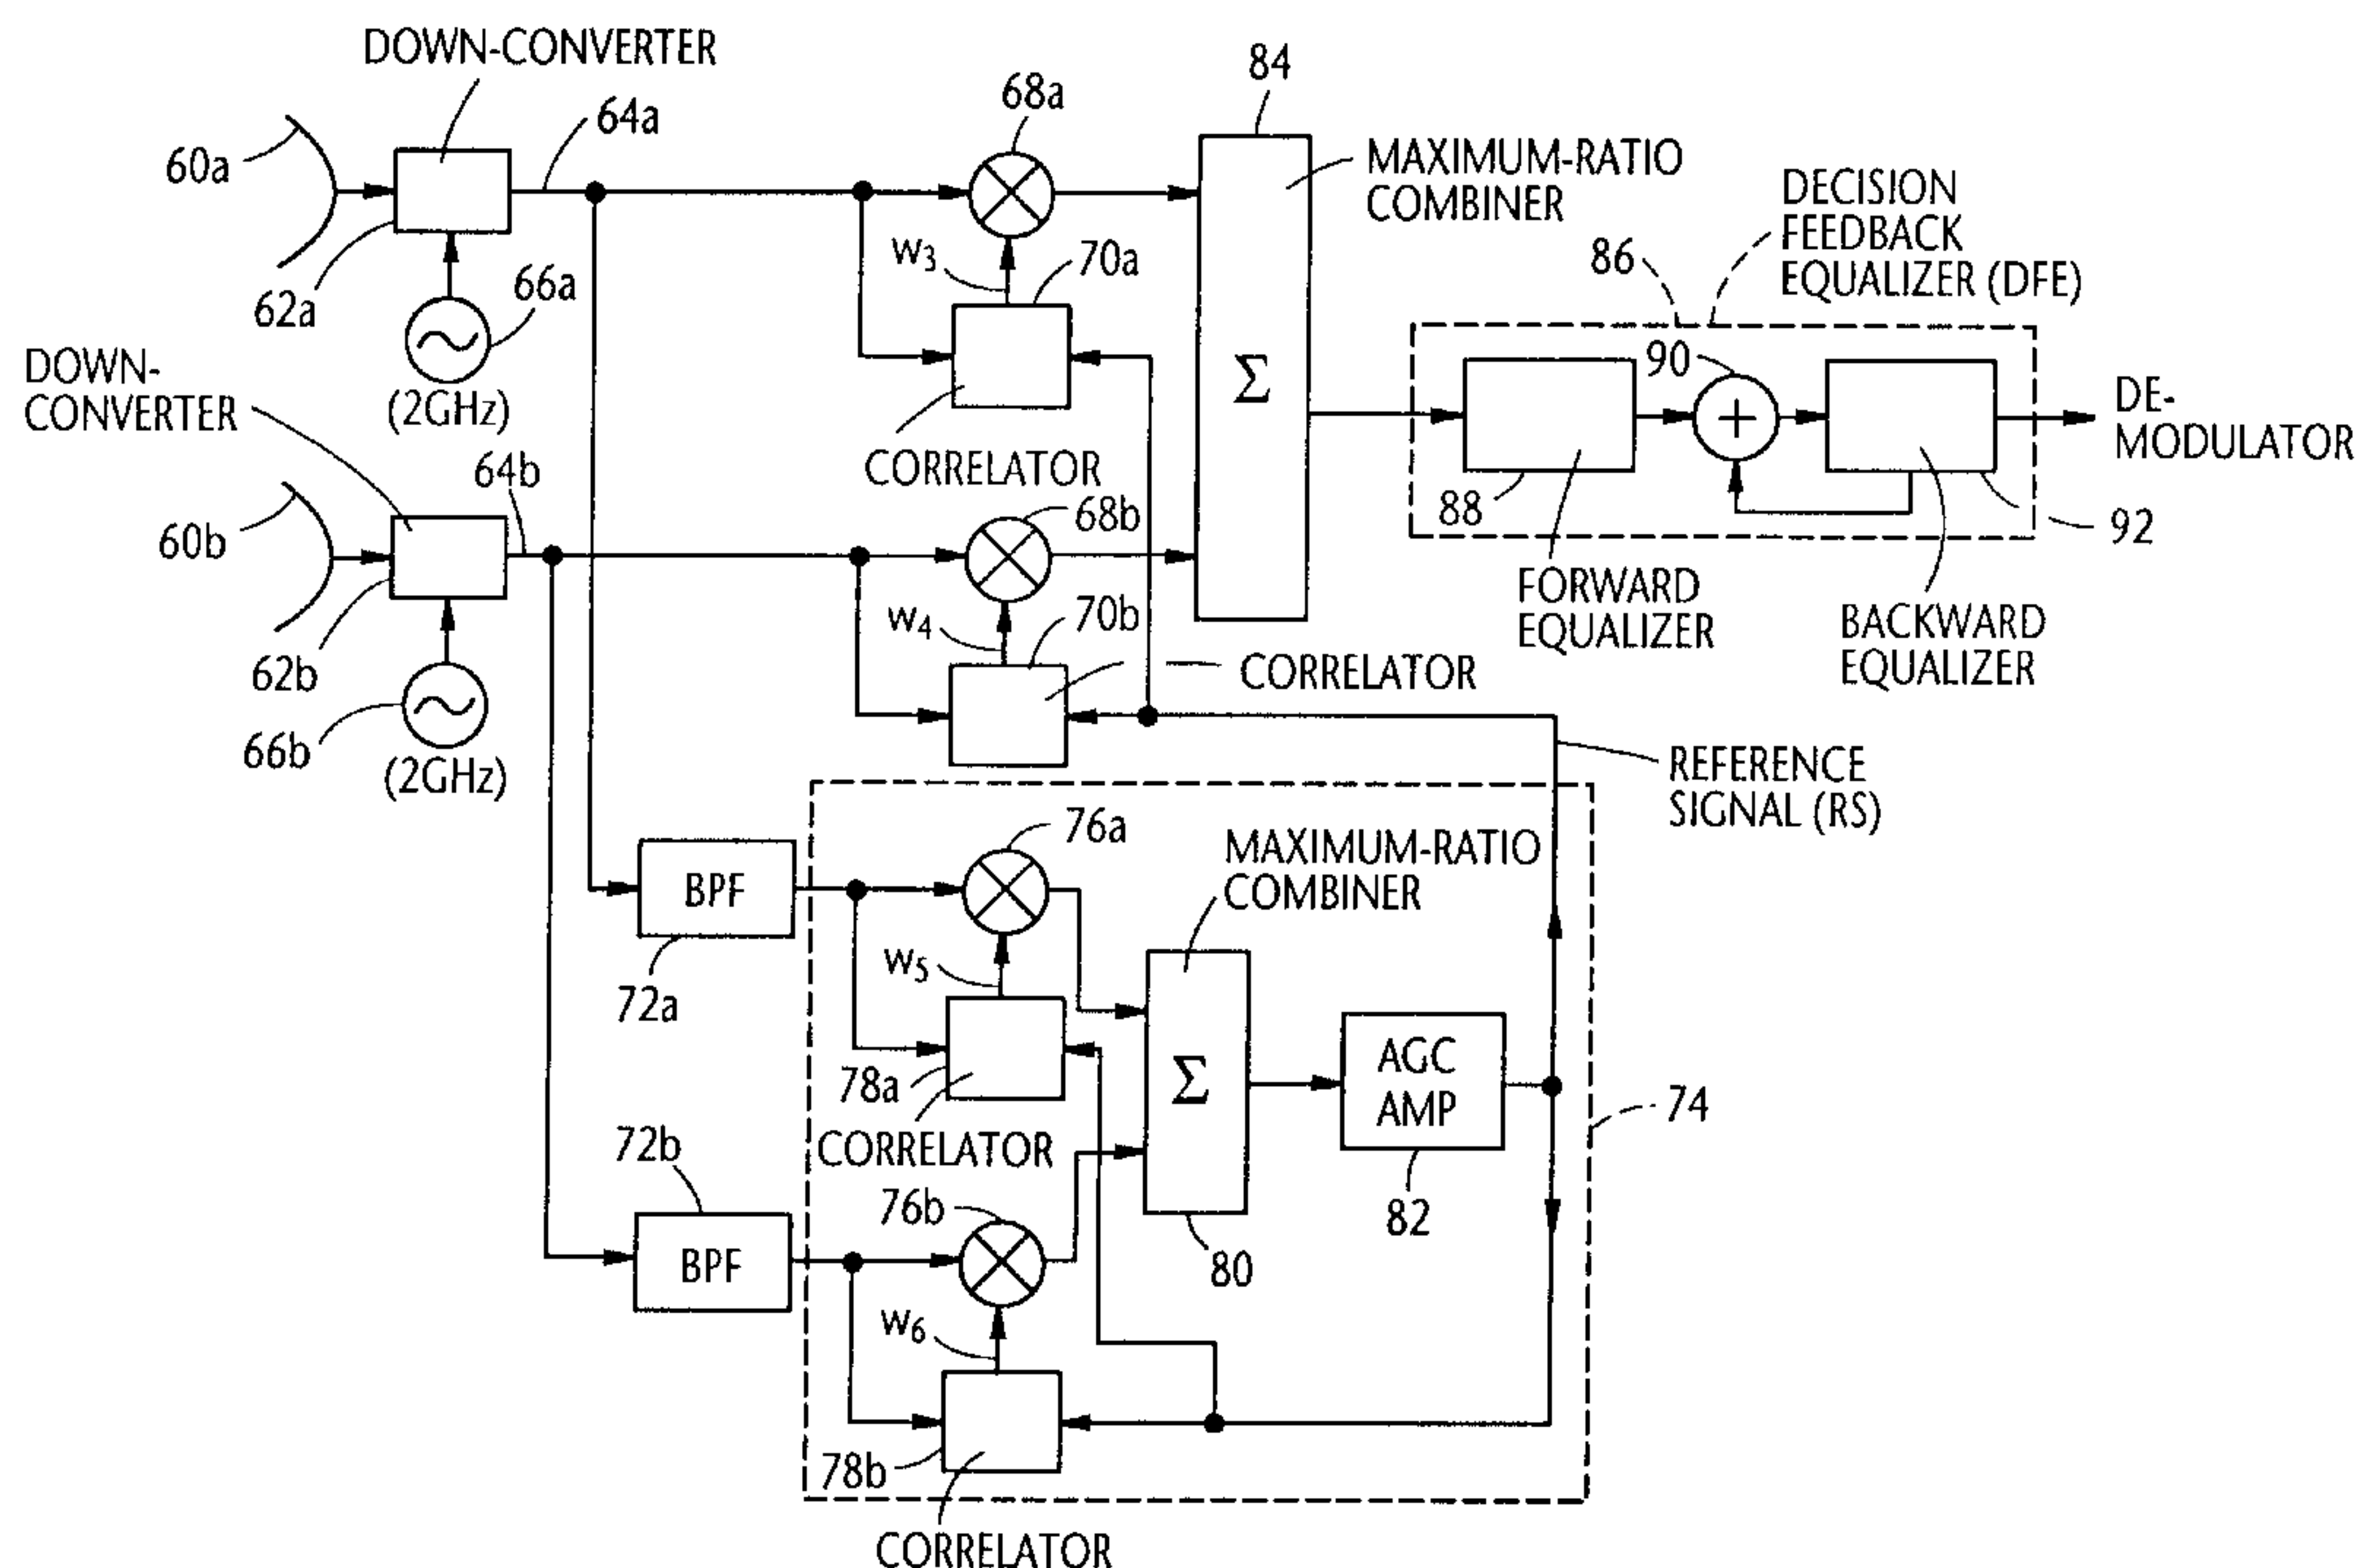 DOWN-CONVERTER
84
68a
64a
60a
MAXIMUM-RATIO
COMBINER
DECISION
FEEDBACK
EQUALIZER (DFE)
86
W3
70a
66a
62a
(2GHz)
DOWN-
CONVERTER
Σ
90
DE-
MODULATOR
CORRELATOR
64b
68b
88
92
60b
FORWARD
EQUALIZER
BACKWARD
EQUALIZER
W4
70b
62b
CORRELATOR
66b
(2GHz)
REFERENCE
SIGNAL (RS)
76a
MAXIMUM-RATIO
COMBINER
BPF
W5
72a
AGC
AMP
Σ
78a
74
CORRELATOR
72b
76b
82
BPF
80
W6
78b
CORRELATOR